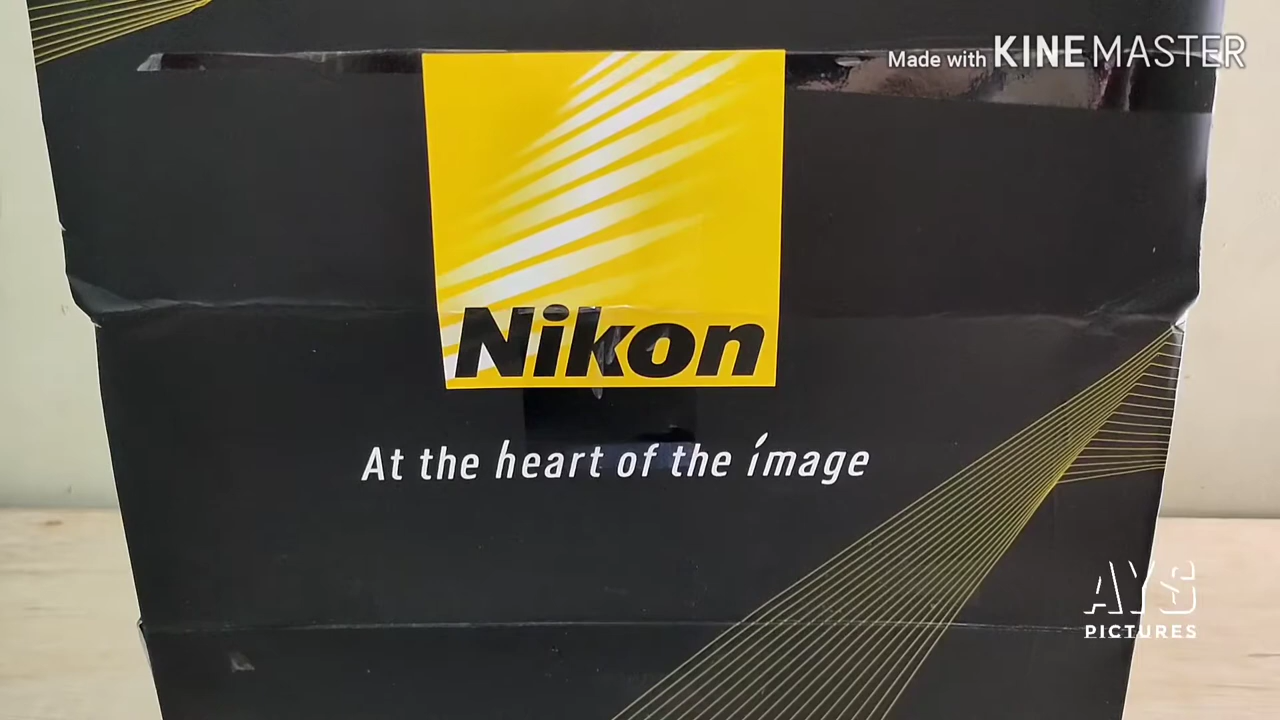 Made with KINEMASTER
Nikon
At the heart of the image
AYS
PICTURES